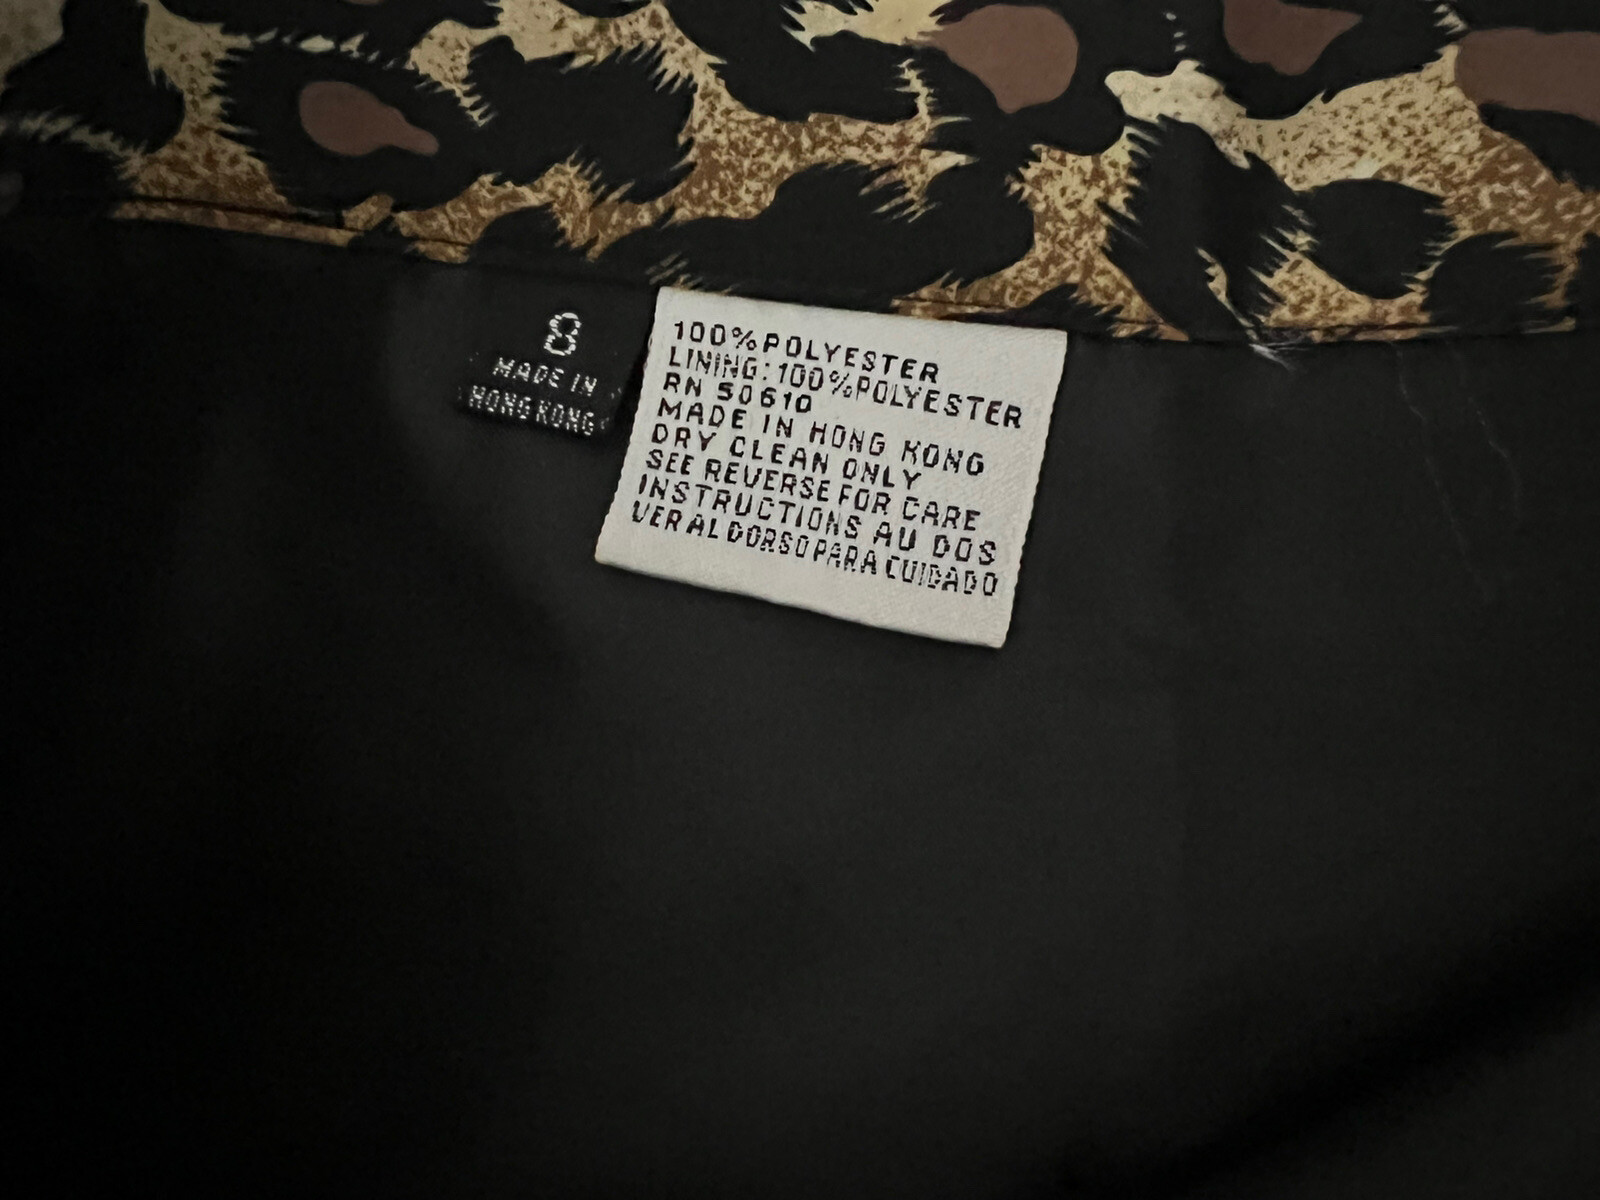 8
MADE IN
HONG KONG
100% POLYESTER
LINING: 100% POLYESTER
RN 50610
MADE IN HONG KONG
DRY CLEAN ONLY
SEE REVERSE FOR CARE
INSTRUCTIONS AU DOS
VER AL DORSO PARA CUIDADO